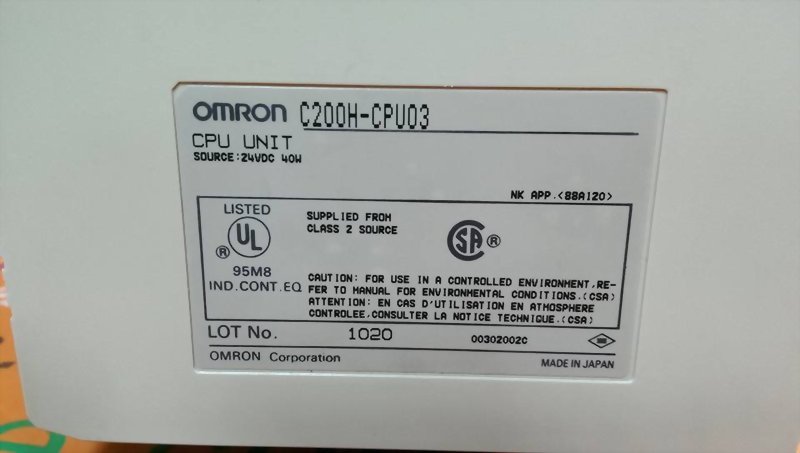 OMRON C200H-CPU03
CPU UNIT
SOURCE:24VDC 40W
NK APP.<88A120>
LISTED
UL
®
95M8
IND.CONT.EQ
SUPPLIED FROM
CLASS 2 SOURCE
SA ®
CAUTION: FOR USE IN A CONTROLLED ENVIRONMENT,RE-
FER TO MANUAL FOR ENVIRONMENTAL CONDITIONS.(CSA)
ATTENTION: EN CAS D'UTILISATION EN ATMOSPHERE
CONTROLEE,CONSULTER LA NOTICE TECHNIQUE.(CSA)
LOT No. 1020 00302002C
OMRON Corporation MADE IN JAPAN